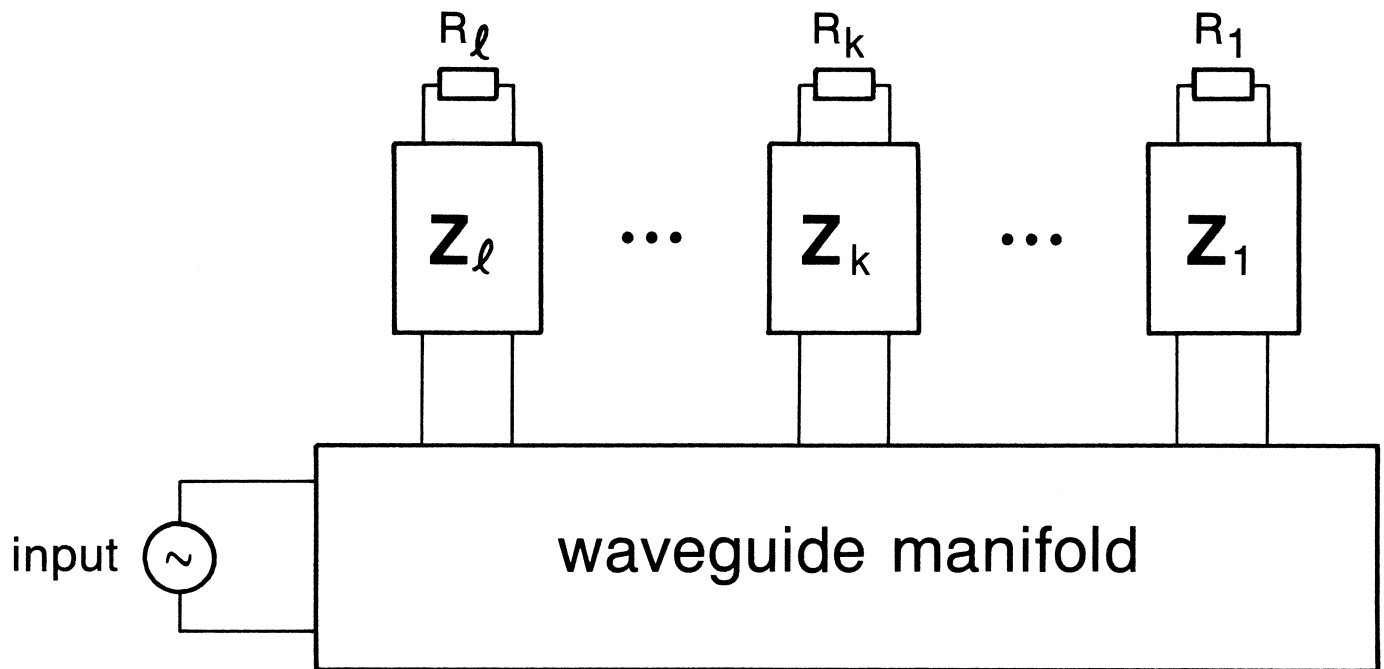 Rℓ Rk R1
Zℓ ... Zk ... Z1
input ~ waveguide manifold